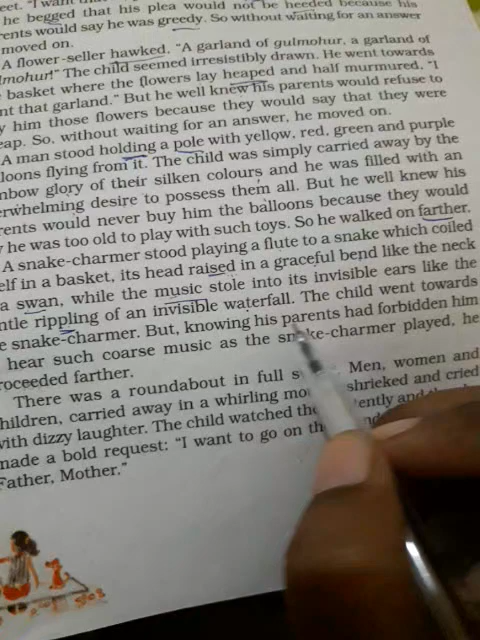 eet. "I want
he begged that his plea would not be heeded because his
rents would say he was greedy. So without waiting for an answer
moved on.
A flower-seller hawked. "A garland of gulmohur, a garland of
lmohur!" The child seemed irresistibly drawn. He went towards
basket where the flowers lay heaped and half murmured, "I
nt that garland." But he well knew his parents would refuse to
y him those flowers because they would say that they were
eap. So, without waiting for an answer, he moved on.
A man stood holding a pole with yellow, red, green and purple
lloons flying from it. The child was simply carried away by the
nbow glory of their silken colours and he was filled with an
erwhelming desire to possess them all. But he well knew his
rents would never buy him the balloons because they would
y he was too old to play with such toys. So he walked on farther.
A snake-charmer stood playing a flute to a snake which coiled
elf in a basket, its head raised in a graceful bend like the neck
a swan, while the music stole into its invisible ears like the
ntle rippling of an invisible waterfall. The child went towards
e snake-charmer. But, knowing his parents had forbidden him
hear such coarse music as the snake-charmer played, he
roceeded farther.
There was a roundabout in full s Men, women and
hildren, carried away in a whirling mo shrieked and cried
with dizzy laughter. The child watched the ently and
made a bold request: "I want to go on th
Father, Mother."